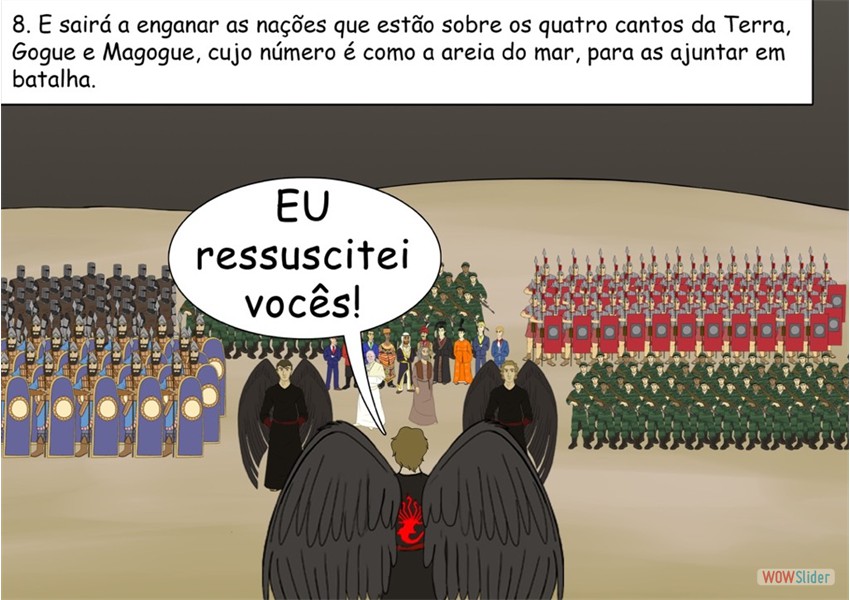 8. E sairá a enganar as nações que estão sobre os quatro cantos da Terra,
Gogue e Magogue, cujo número é como a areia do mar, para as ajuntar em
batalha.
EU
ressuscitei
vocês!
WOWSlider